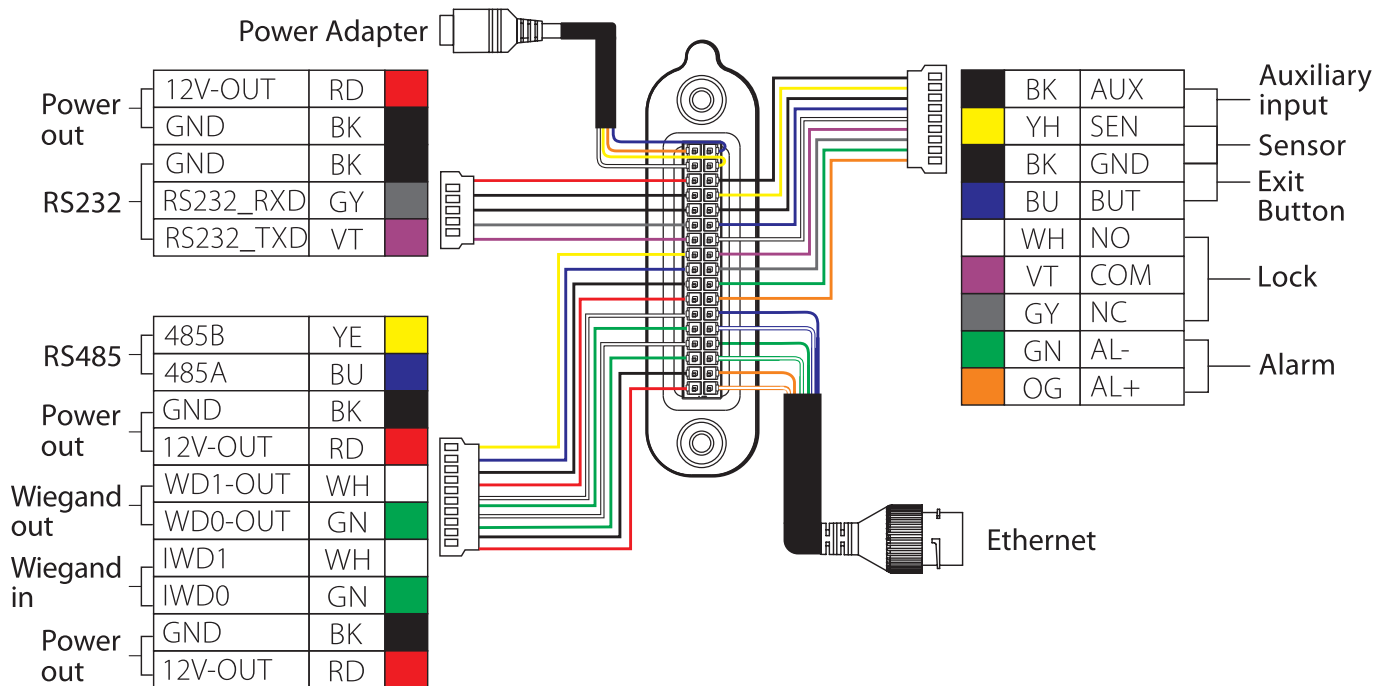 Power Adapter
Power
out
12V-OUT RD
GND BK
RS232
GND BK
RS232_RXD GY
RS232_TXD VT
RS485
485B YE
485A BU
Power
out
GND BK
12V-OUT RD
Wiegand
out
WD1-OUT WH
WD0-OUT GN
Wiegand
in
IWD1 WH
IWD0 GN
Power
out
GND BK
12V-OUT RD
BK AUX
YH SEN
BK GND
BU BUT
WH NO
VT COM
GY NC
GN AL-
OG AL+
Auxiliary
input
Sensor
Exit
Button
Lock
Alarm
Ethernet